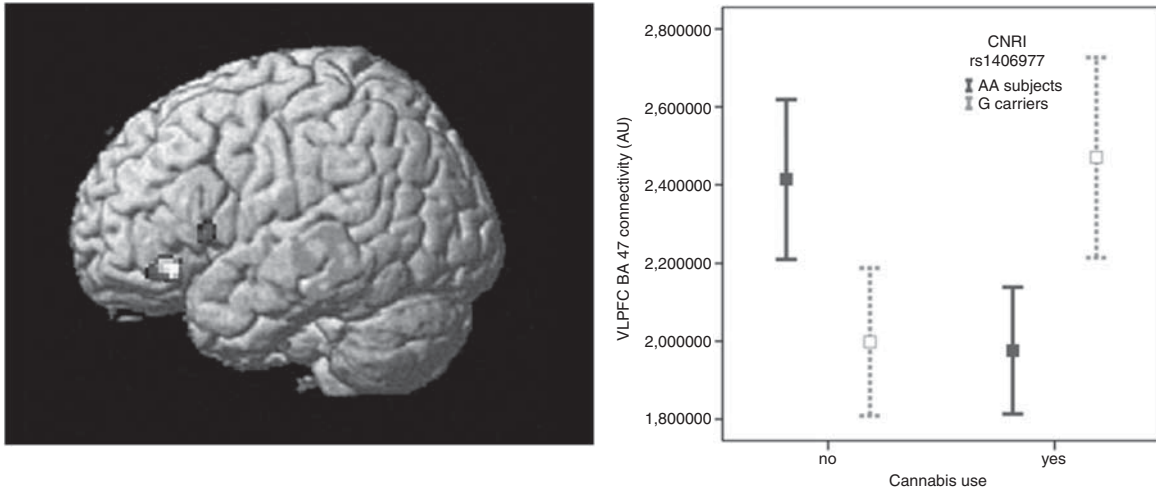 2,800000
2,600000
2,400000
2,200000
2,000000
1,800000
VLPFC BA 47 connectivity (AU)
CNRI
rs1406977
AA subjects
G carriers
no
yes
Cannabis use